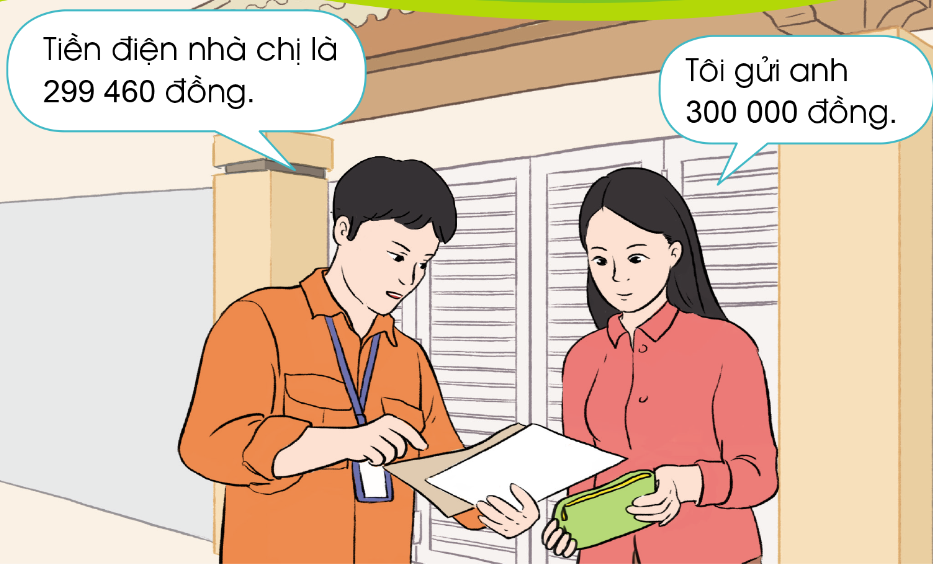 Tiền điện nhà chị là
299 460 đồng.
Tôi gửi anh
300 000 đồng.